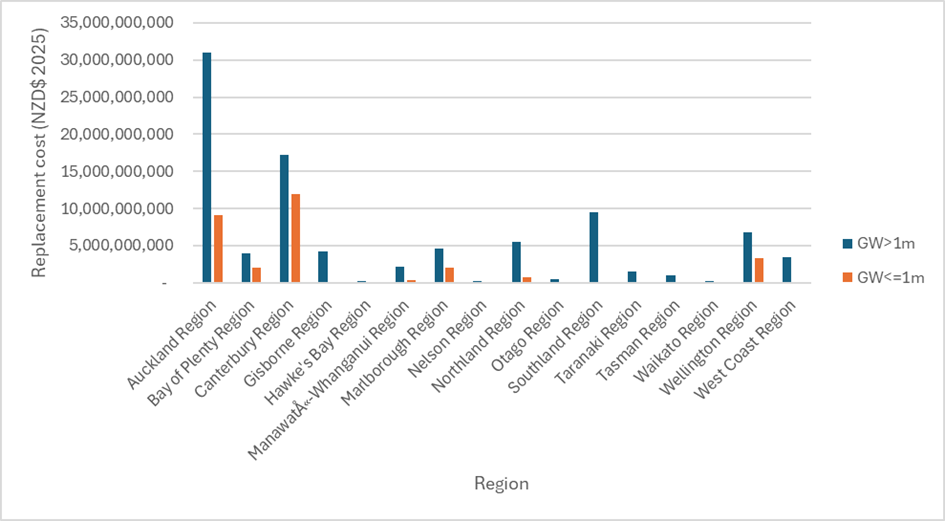 Replacement cost (NZD$ 2025)
35,000,000,000
30,000,000,000
25,000,000,000
20,000,000,000
15,000,000,000
10,000,000,000
5,000,000,000
-
Auckland Region
Bay of Plenty Region
Canterbury Region
Gisborne Region
Hawke's Bay Region
ManawatÅ«-Whanganui Region
Marlborough Region
Nelson Region
Northland Region
Otago Region
Southland Region
Taranaki Region
Tasman Region
Waikato Region
Wellington Region
West Coast Region
Region
GW>1m
GW<=1m